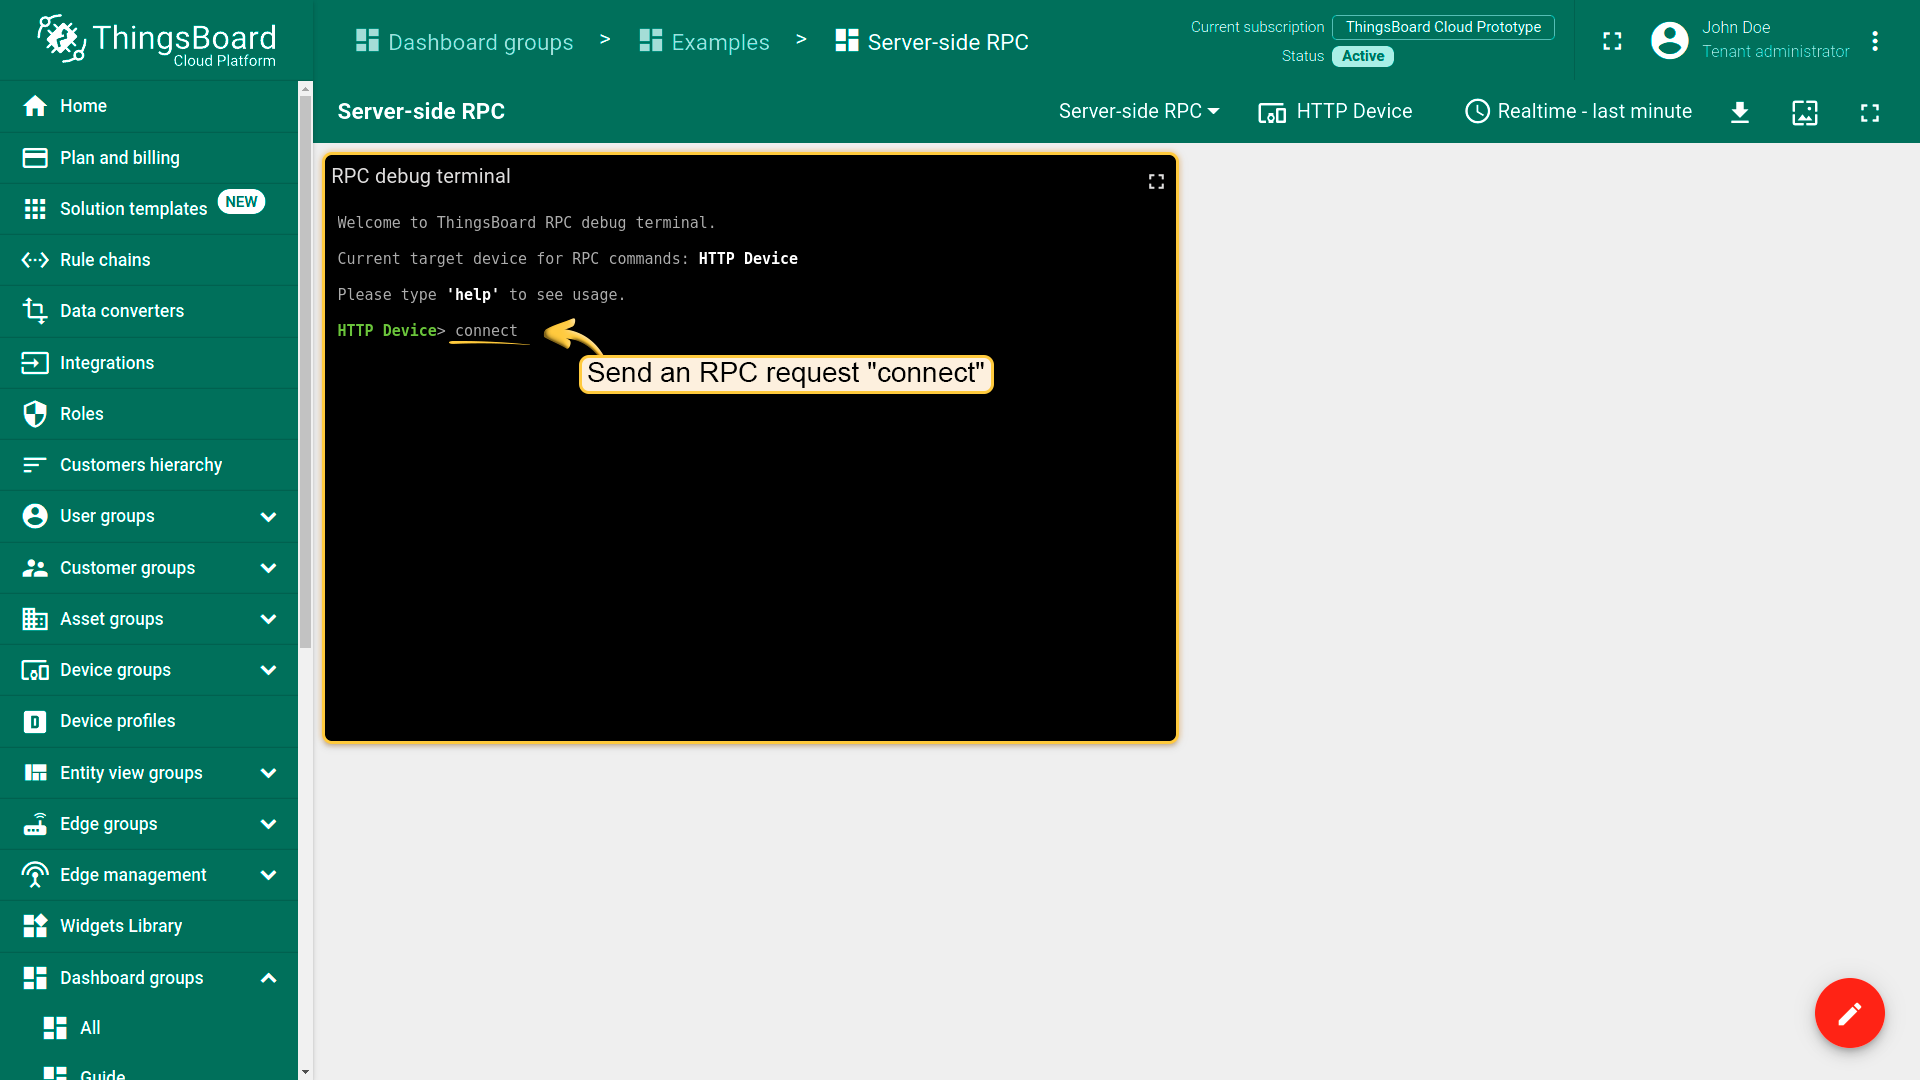 ThingsBoard
Cloud Platform
Dashboard groups > Examples > Server-side RPC
Current subscription ThingsBoard Cloud Prototype
Status Active
John Doe
Tenant administrator
Server-side RPC
Server-side RPC
HTTP Device
Realtime - last minute
Home
Plan and billing
Solution templates NEW
Rule chains
Data converters
Integrations
Roles
Customers hierarchy
User groups
Customer groups
Asset groups
Device groups
D Device profiles
Entity view groups
Edge groups
Edge management
Widgets Library
Dashboard groups
All
Guide
RPC debug terminal
Welcome to ThingsBoard RPC debug terminal.
Current target device for RPC commands: HTTP Device
Please type 'help' to see usage.
HTTP Device> connect
Send an RPC request "connect"